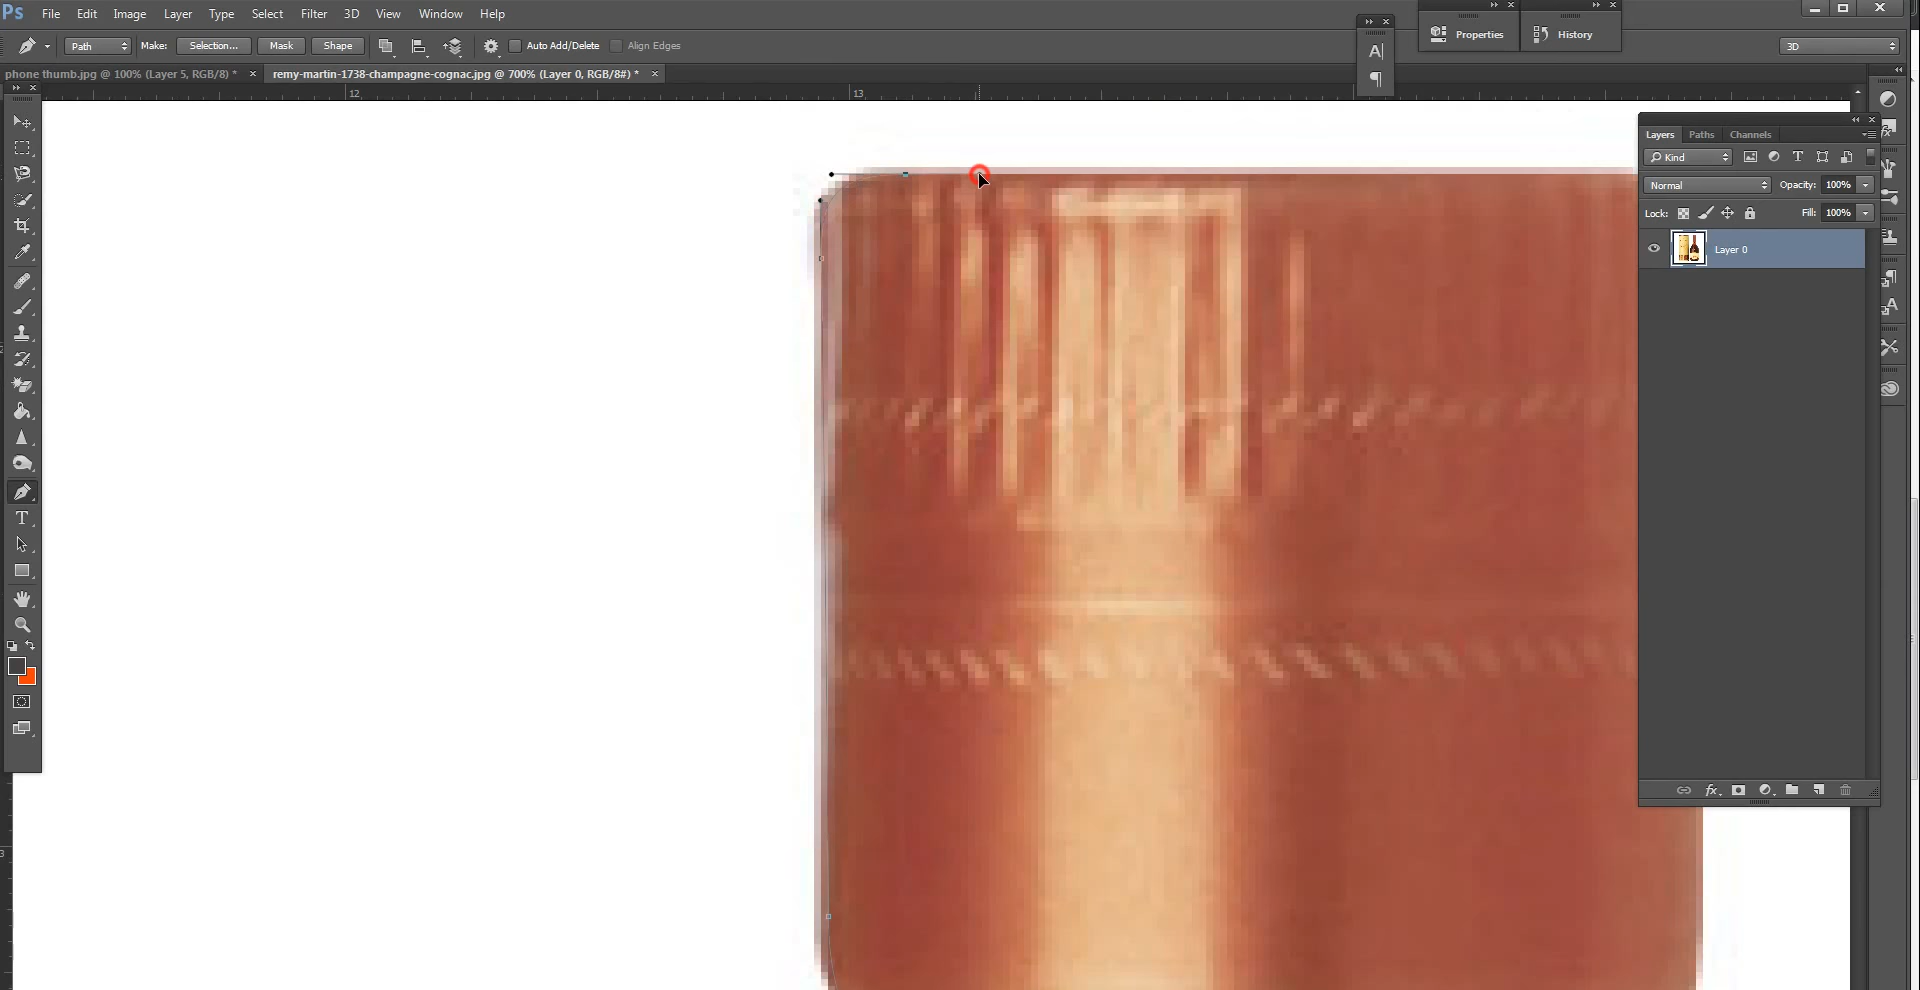 Ps File Edit Image Layer Select Type Filter 3D View Window Help
Path Make: Selection... Mask Shape Auto Add/Delete Align Edges
Properties History
3D
phone thumb.jpg @ 100% (Layer 5, RGB/8) * × remy-martin-1738-champagne-cognac.jpg @ 700% (Layer 0, RGB/8#) * ×
12 13
Layers Paths Channels
Kind
Normal Opacity: 100%
Lock: Fill: 100%
Layer 0